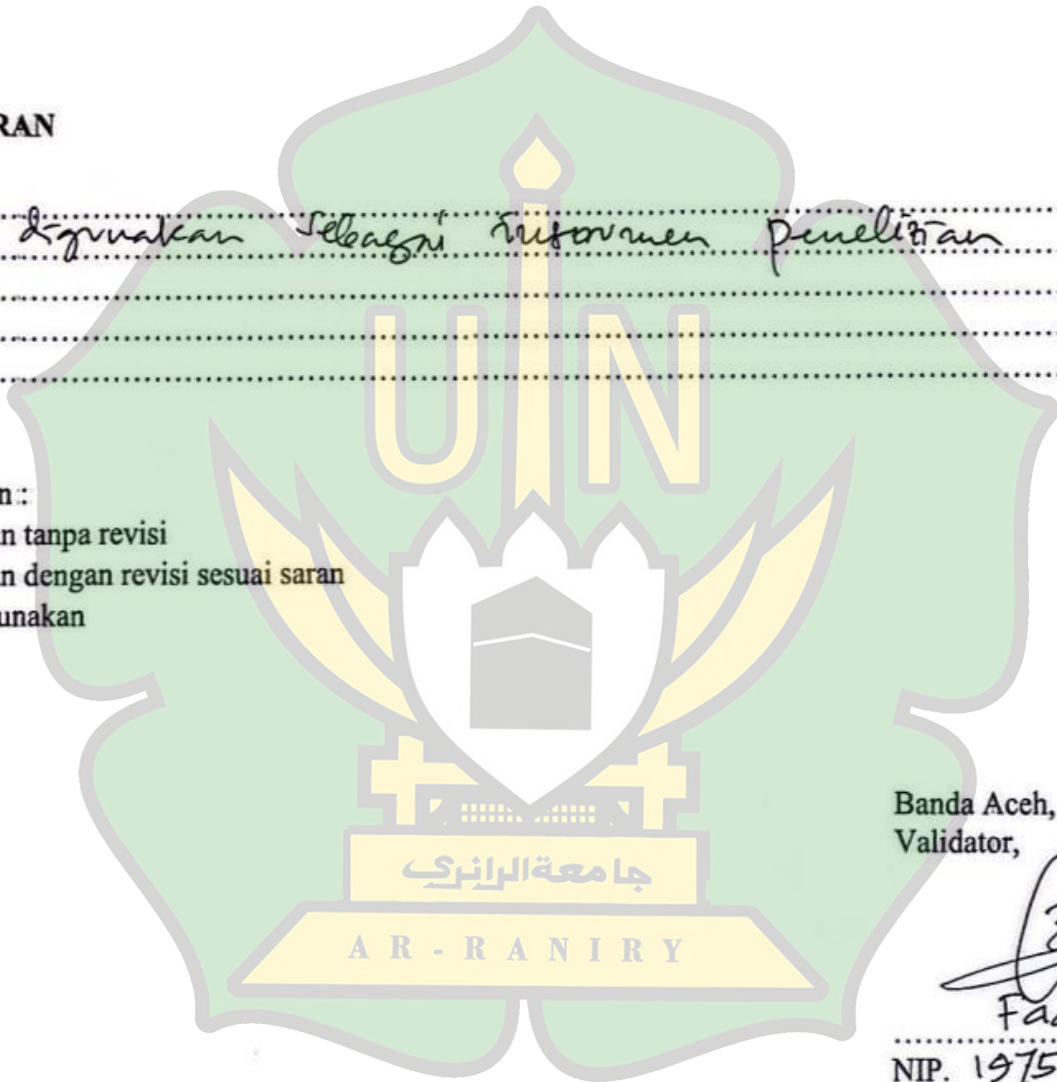 RAN
digunakan sebagai instrumen penelitian
UIN
n :
n tanpa revisi
n dengan revisi sesuai saran
unakan
Banda Aceh,
Validator,
جامعة الرانري
AR-RANIRY
NIP. 1975